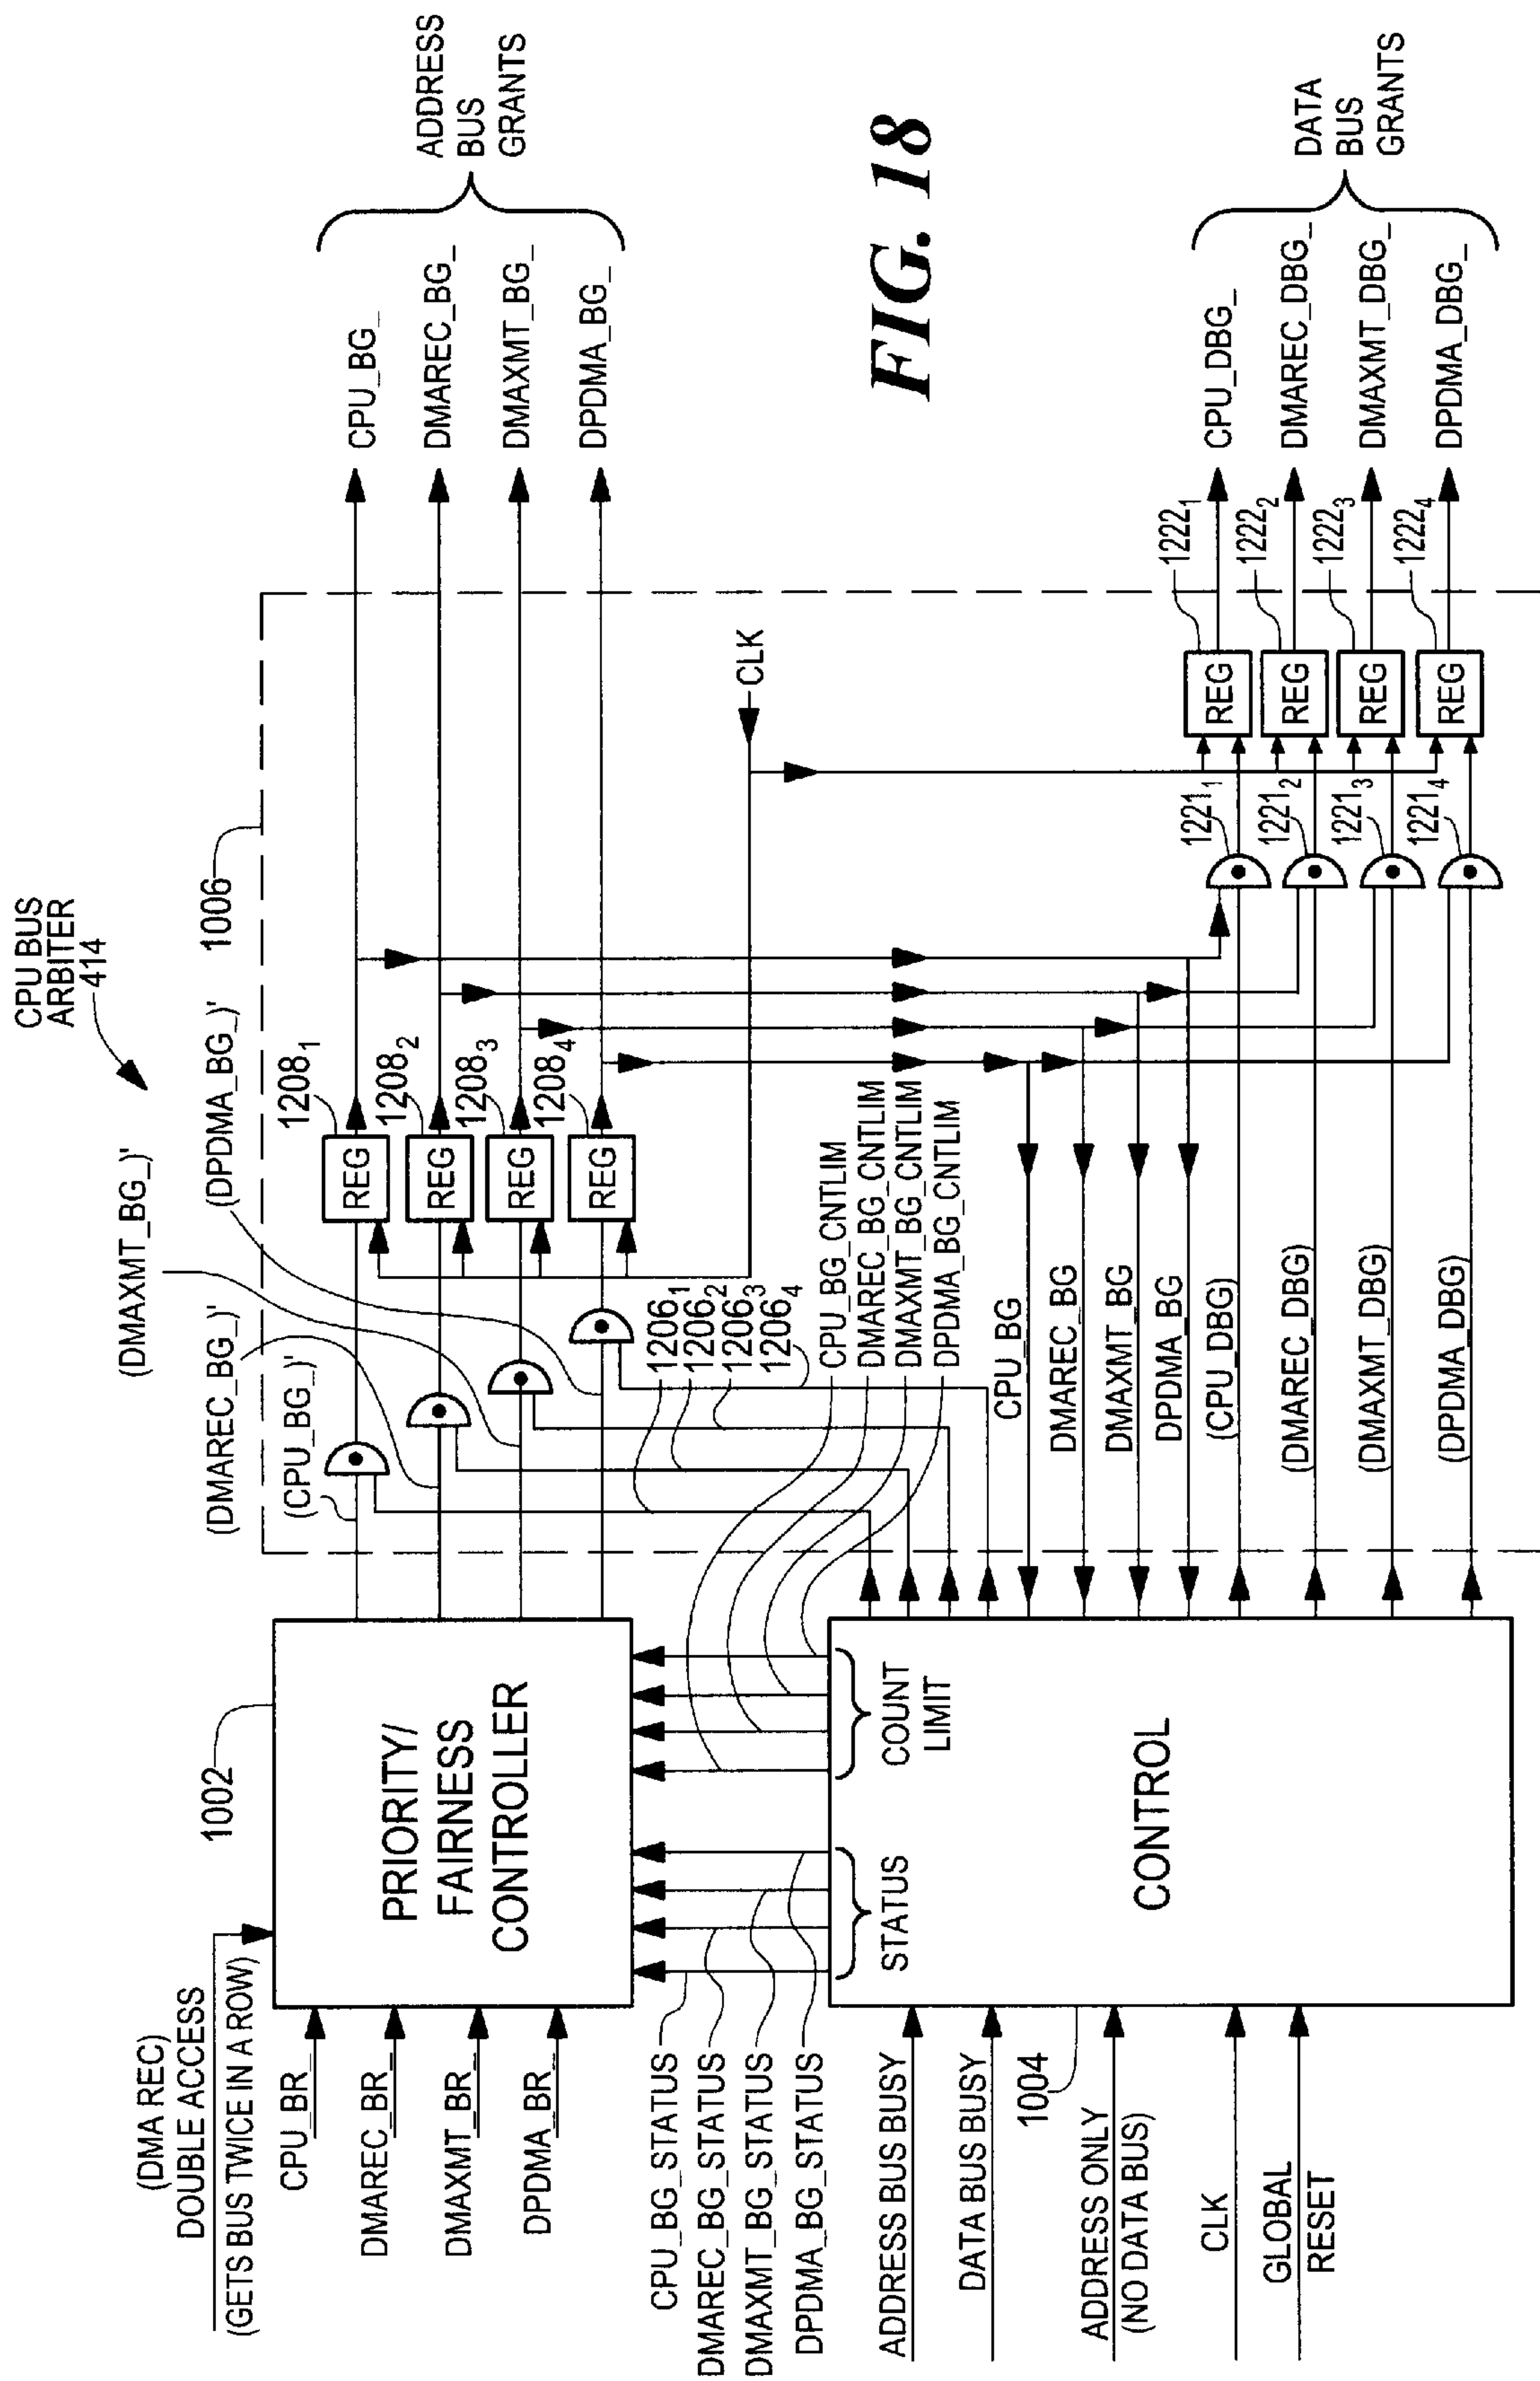 CPU BUS
ARBITER
414
1006
(DMAREC_BG_)'
(CPU_BG_)'
(DMAXMT_BG_)'
(DPDMA_BG_)'
1208₁
1208₂
1208₃
1208₄
REG
REG
REG
REG
CPU_BG_
DMAREC_BG_
DMAXMT_BG_
DPDMA_BG_
ADDRESS
BUS
GRANTS
(DMA REC)
DOUBLE ACCESS
(GETS BUS TWICE IN A ROW)
1002
CPU_BR_
DMAREC_BR_
DMAXMT_BR_
DPDMA_BR_
PRIORITY/
FAIRNESS
CONTROLLER
1206₁
1206₂
1206₃
1206₄
CLK
CPU_BG_STATUS
DMAREC_BG_STATUS
DMAXMT_BG_STATUS
DPDMA_BG_STATUS
CPU_BG_CNTLIM
DMAREC_BG_CNTLIM
DMAXMT_BG_CNTLIM
DPDMA_BG_CNTLIM
STATUS
COUNT
LIMIT
FIG. 18
ADDRESS BUS BUSY
DATA BUS BUSY
1004
ADDRESS ONLY
(NO DATA BUS)
CLK
GLOBAL
RESET
CONTROL
CPU_BG
DMAREC_BG
DMAXMT_BG
DPDMA_BG
(CPU_DBG)
(DMAREC_DBG)
(DMAXMT_DBG)
(DPDMA_DBG)
1221₁
1221₂
1221₃
1221₄
REG
REG
REG
REG
1222₁
1222₂
1222₃
1222₄
CPU_DBG_
DMAREC_DBG_
DMAXMT_DBG_
DPDMA_DBG_
DATA
BUS
GRANTS